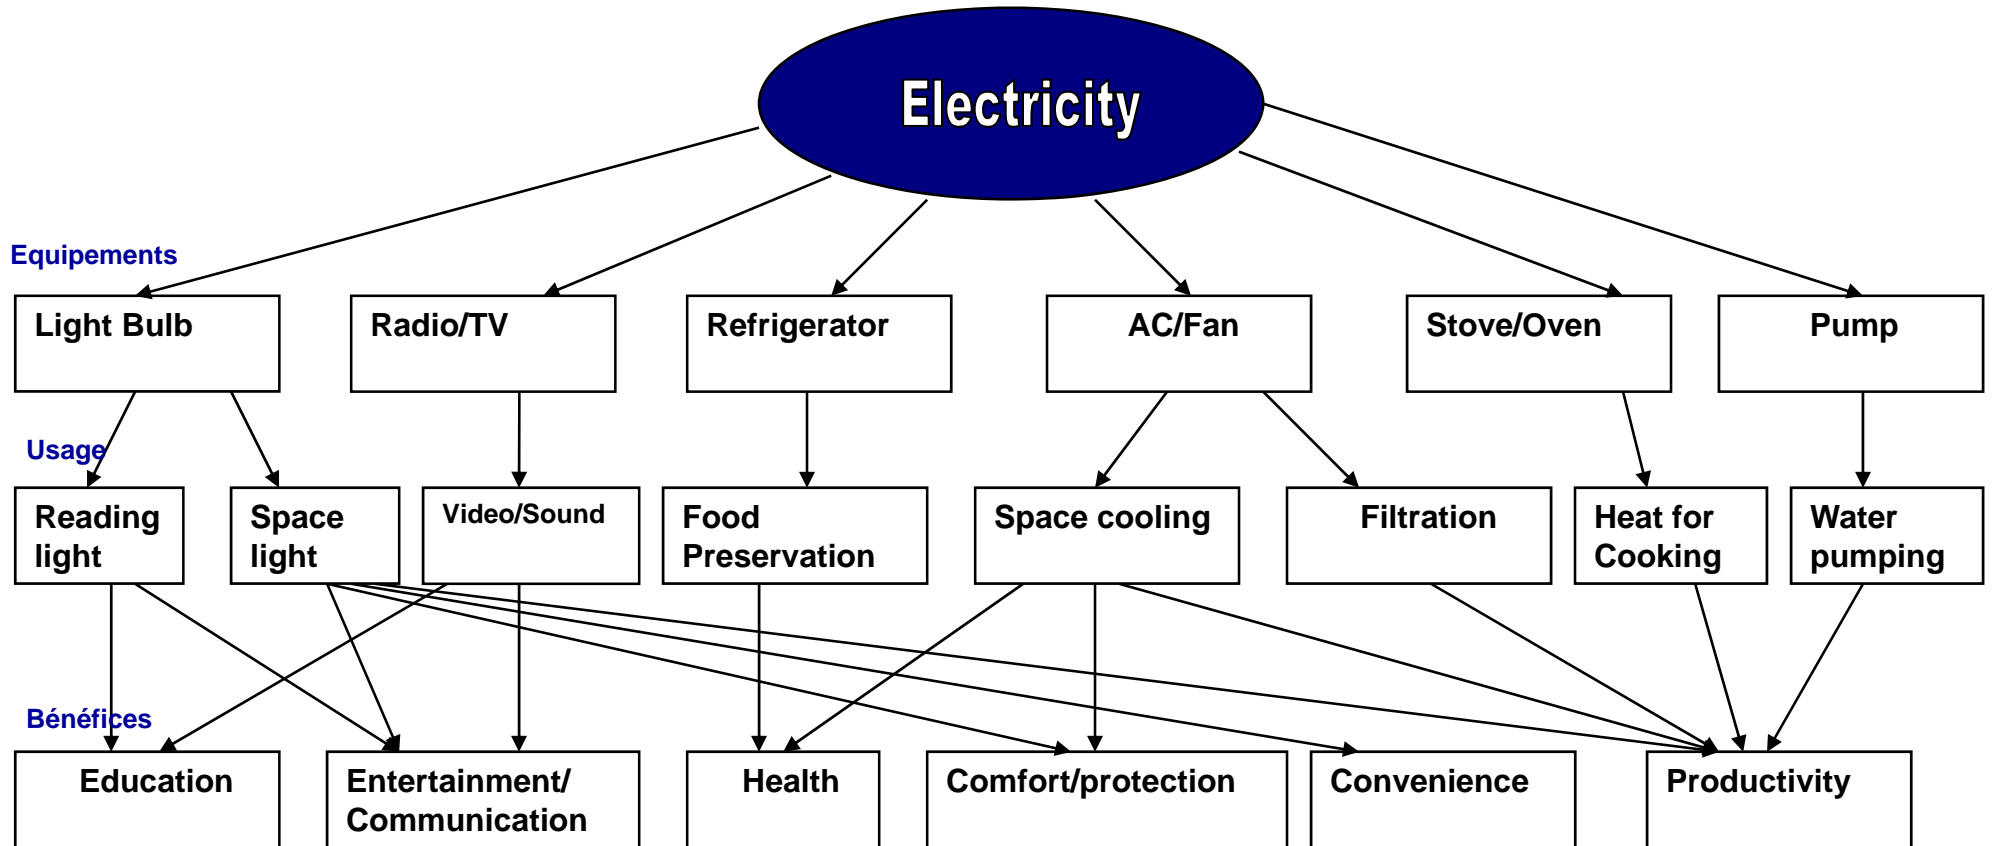 Electricity
Equipements
Light Bulb
Radio/TV
Refrigerator
AC/Fan
Stove/Oven
Pump
Usage
Reading
light
Space
light
Video/Sound
Food
Preservation
Space cooling
Filtration
Heat for
Cooking
Water
pumping
Bénéfices
Education
Entertainment/
Communication
Health
Comfort/protection
Convenience
Productivity